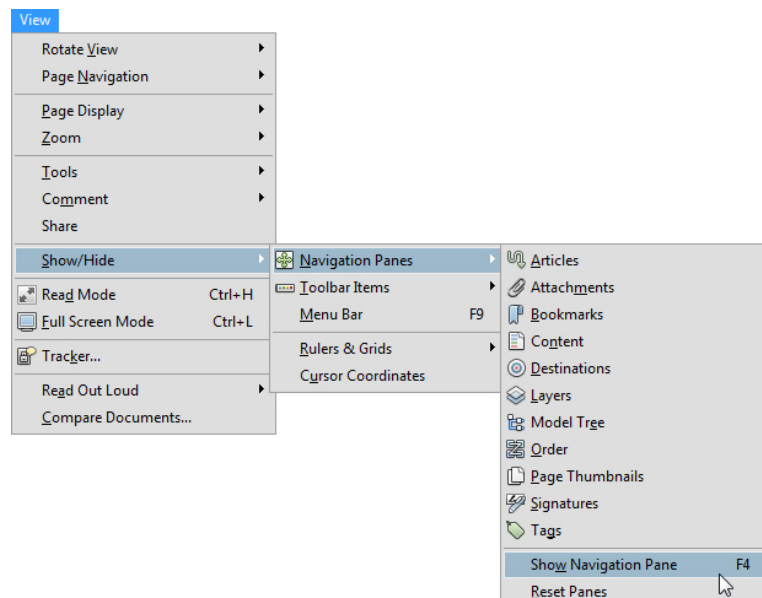 View
Rotate View
Page Navigation
Page Display
Zoom
Tools
Comment
Share
Show/Hide
Read Mode Ctrl+H
Full Screen Mode Ctrl+L
Tracker...
Read Out Loud
Compare Documents...
Navigation Panes
Toolbar Items
Menu Bar F9
Rulers & Grids
Cursor Coordinates
Articles
Attachments
Bookmarks
Content
Destinations
Layers
Model Tree
Order
Page Thumbnails
Signatures
Tags
Show Navigation Pane F4
Reset Panes